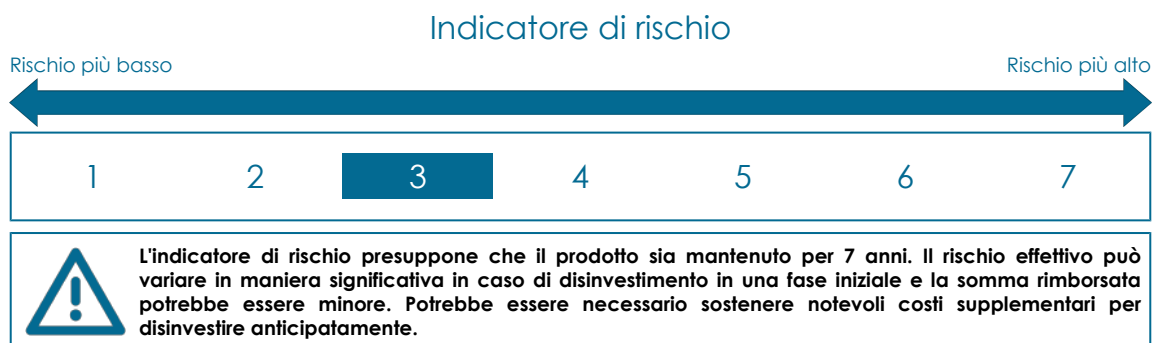 Indicatore di rischio
Rischio più basso
Rischio più alto
1 2 3 4 5 6 7
L'indicatore di rischio presuppone che il prodotto sia mantenuto per 7 anni. Il rischio effettivo può
variare in maniera significativa in caso di disinvestimento in una fase iniziale e la somma rimborsata
potrebbe essere minore. Potrebbe essere necessario sostenere notevoli costi supplementari per
disinvestire anticipatamente.